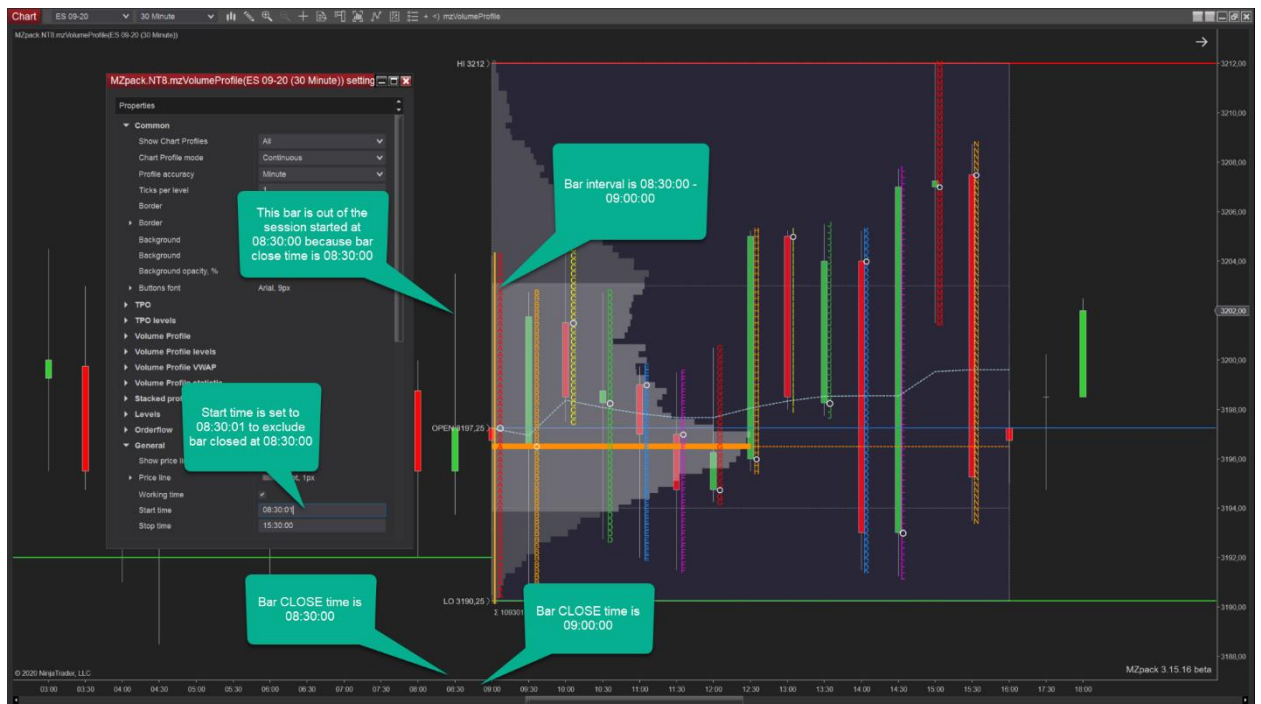 Chart
ES 09-20
30 Minute
+ <) mzVolumeProfile
MZpack.NT8.mzVolumeProfile(ES 09-20 (30 Minute))
MZpack.NT8.mzVolumeProfile(ES 09-20 (30 Minute)) setting
Properties
Common
Show Chart Profiles All
Chart Profile mode Continuous
Profile accuracy Minute
Ticks per level 1
Border
Border
Background
Background
Background opacity, %
Buttons font Arial, 9px
TPO
TPO levels
Volume Profile
Volume Profile levels
Volume Profile VWAP
Volume Profile statistic
Stacked prof
Levels
Orderflow
General
Show price li
Price line
Working time
Start time 08:30:01
Stop time 15:30:00
This bar is out of the
session started at
08:30:00 because bar
close time is 08:30:00
Start time is set to
08:30:01 to exclude
bar closed at 08:30:00
Bar interval is 08:30:00 -
09:00:00
Bar CLOSE time is
08:30:00
Bar CLOSE time is
09:00:00
HI 3212
OPEN 3197,25
LO 3190,25
Σ 109301
3212,00
3210,00
3208,00
3206,00
3204,00
3202,00
3200,00
3198,00
3196,00
3194,00
3192,00
3190,00
3188,00
MZpack 3.15.16 beta
© 2020 NinjaTrader, LLC
03:00 03:30 04:00 04:30 05:00 05:30 06:00 06:30 07:00 07:30 08:00 08:30 09:00 09:30 10:00 10:30 11:00 11:30 12:00 12:30 13:00 13:30 14:00 14:30 15:00 15:30 16:00 17:30 18:00